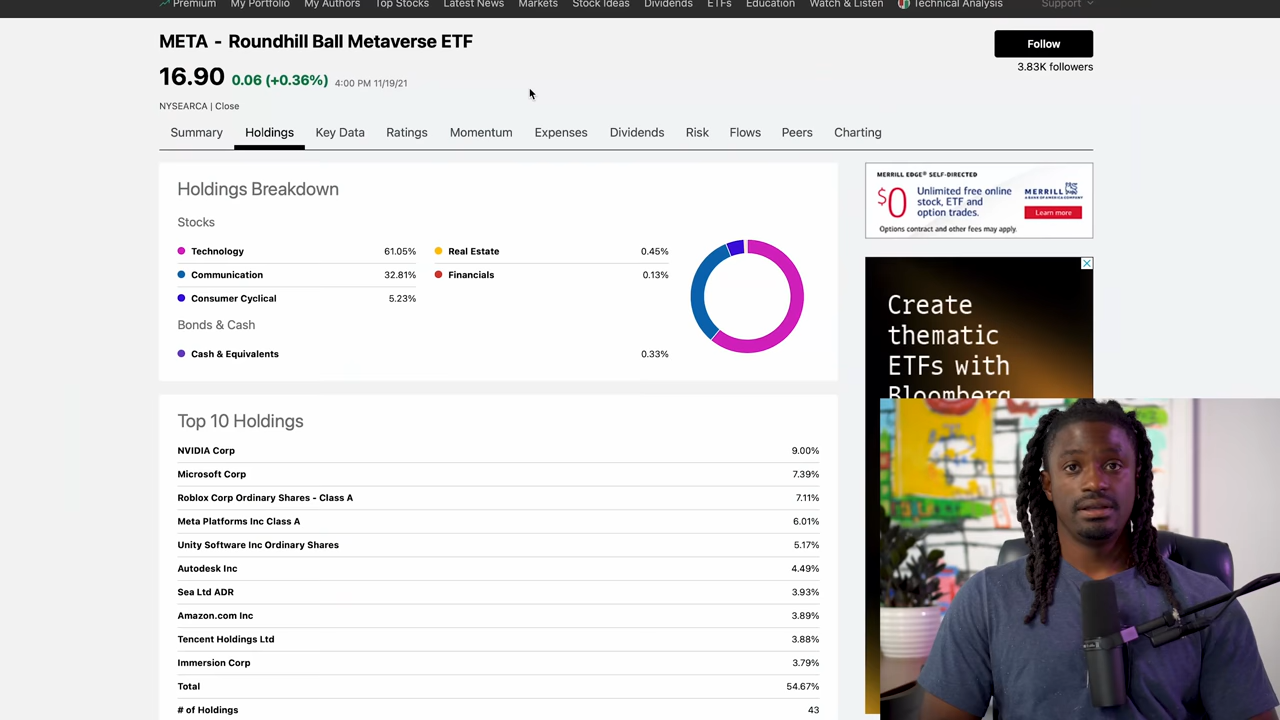 Premium My Portfolio My Authors Top Stocks Latest News Markets Stock Ideas Dividends ETFs Education Watch & Listen Technical Analysis Support
META - Roundhill Ball Metaverse ETF
Follow
16.90 0.06 (+0.36%) 4:00 PM 11/19/21
3.83K followers
NYSEARCA | Close
Summary Holdings Key Data Ratings Momentum Expenses Dividends Risk Flows Peers Charting
Holdings Breakdown
Stocks
Technology 61.05% Real Estate 0.45%
Communication 32.81% Financials 0.13%
Consumer Cyclical 5.23%
Bonds & Cash
Cash & Equivalents 0.33%
Top 10 Holdings
NVIDIA Corp 9.00%
Microsoft Corp 7.39%
Roblox Corp Ordinary Shares - Class A 7.11%
Meta Platforms Inc Class A 6.01%
Unity Software Inc Ordinary Shares 5.17%
Autodesk Inc 4.49%
Sea Ltd ADR 3.93%
Amazon.com Inc 3.89%
Tencent Holdings Ltd 3.88%
Immersion Corp 3.79%
Total 54.67%
# of Holdings 43
MERRILL EDGE® SELF-DIRECTED
$0 Unlimited free online
stock, ETF and
option trades.
MERRILL
A BANK OF AMERICA COMPANY
Learn more
Options contract and other fees may apply.
Create
thematic
ETFs with
Bloomberg